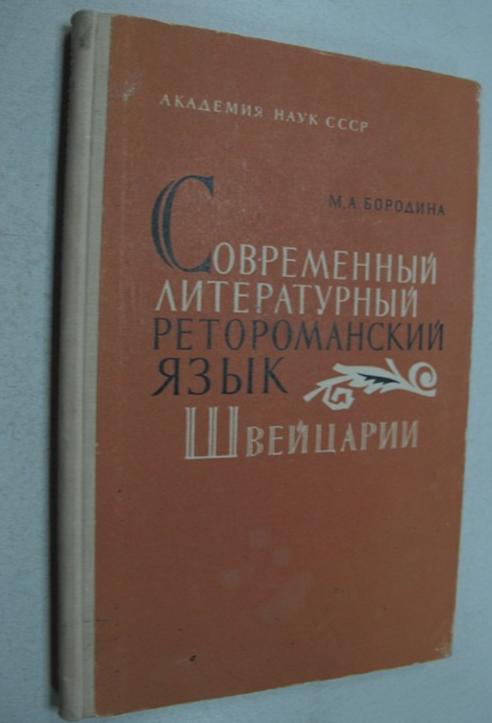 АКАДЕМИЯ НАУК СССР
М.А.БОРОДИНА
СОВРЕМЕННЫЙ
ЛИТЕРАТУРНЫЙ
РЕТОРОМАНСКИЙ
ЯЗЫК
ШВЕЙЦАРИИ